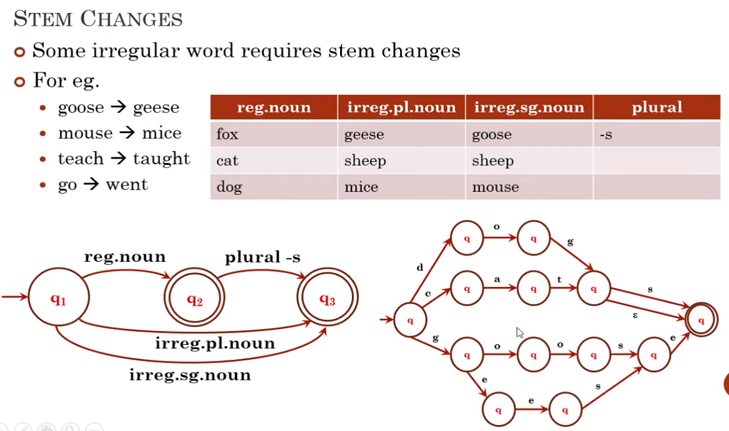 STEM CHANGES
Some irregular word requires stem changes
For eg.
goose → geese
mouse → mice
teach → taught
go → went
reg.noun irreg.pl.noun irreg.sg.noun plural
fox geese goose -s
cat sheep sheep
dog mice mouse
reg.noun plural -s
q1 q2 q3
irreg.pl.noun
irreg.sg.noun
o
q q
d g
c a t s
q q q
q ε q
g o o s e
q q q q
e e s
q q